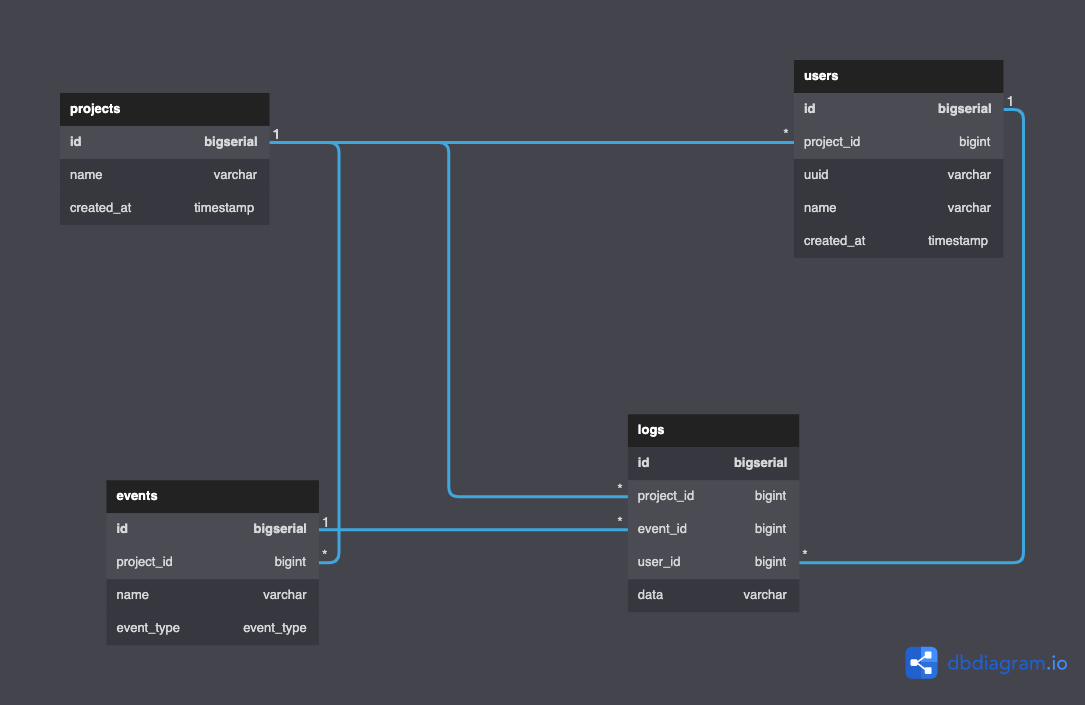 projects
id bigserial
name varchar
created_at timestamp
1
*
users
id bigserial
project_id bigint
uuid varchar
name varchar
created_at timestamp
1
events
id bigserial
project_id bigint
name varchar
event_type event_type
1
*
logs
id bigserial
project_id bigint
event_id bigint
user_id bigint
data varchar
*
*
*
dbdiagram.io